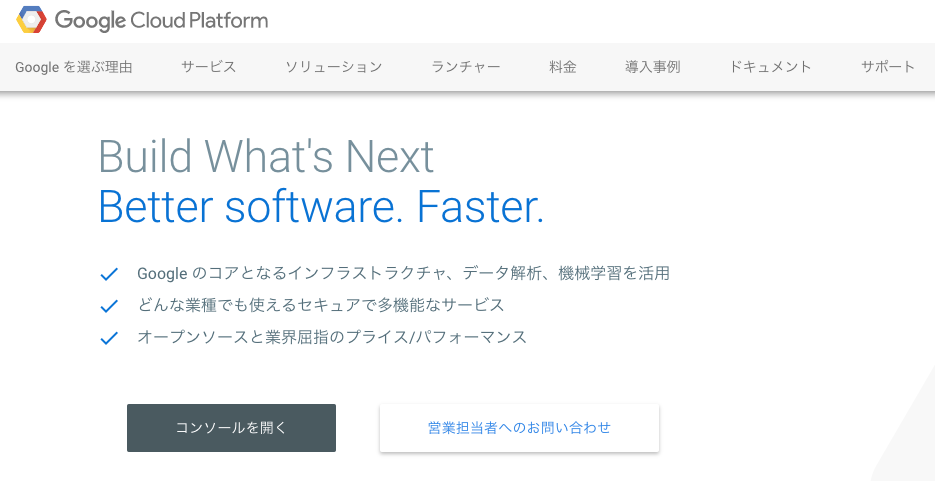 Google Cloud Platform
Google を選ぶ理由 サービス ソリューション ランチャー 料金 導入事例 ドキュメント サポート
Build What's Next
Better software. Faster.
Google のコアとなるインフラストラクチャ、データ解析、機械学習を活用
どんな業種でも使えるセキュアで多機能なサービス
オープンソースと業界屈指のプライス/パフォーマンス
コンソールを開く 営業担当者へのお問い合わせ